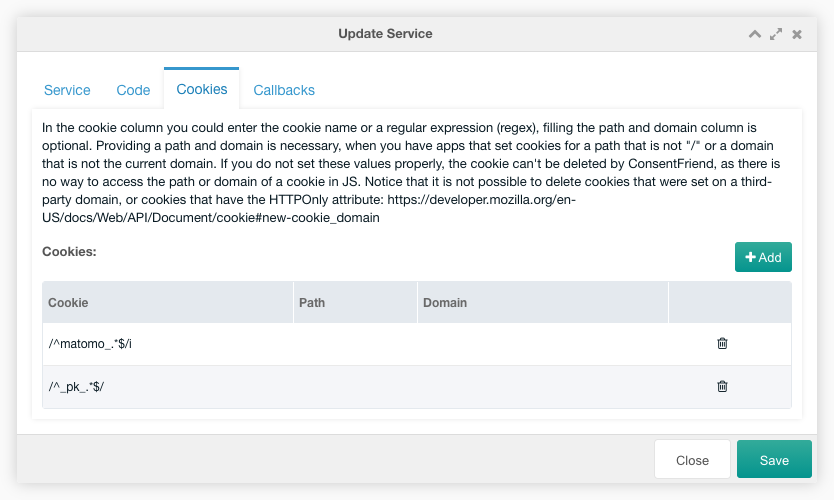 Update Service
Service Code Cookies Callbacks
In the cookie column you could enter the cookie name or a regular expression (regex), filling the path and domain column is
optional. Providing a path and domain is necessary, when you have apps that set cookies for a path that is not "/" or a domain
that is not the current domain. If you do not set these values properly, the cookie can't be deleted by ConsentFriend, as there is
no way to access the path or domain of a cookie in JS. Notice that it is not possible to delete cookies that were set on a third-
party domain, or cookies that have the HTTPOnly attribute: https://developer.mozilla.org/en-
US/docs/Web/API/Document/cookie#new-cookie_domain
Cookies:
Add
Cookie Path Domain
/^matomo_.*$/i
/^_pk_.*$/
Close Save